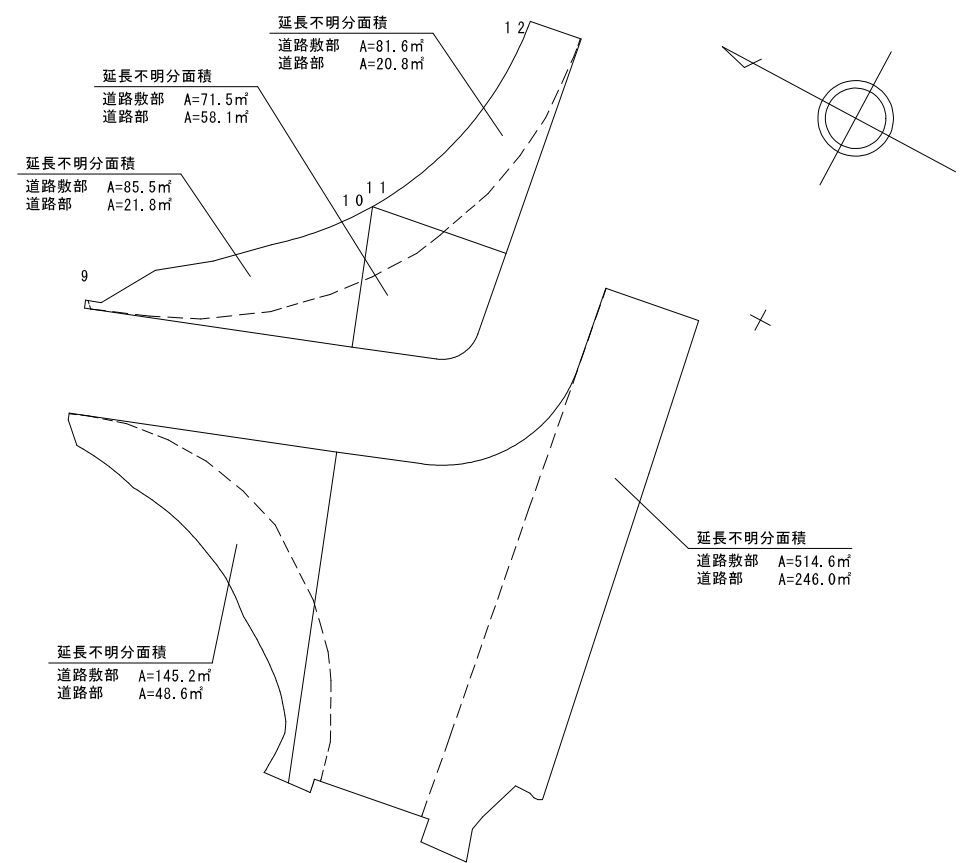 延長不明分面積
道路敷部 A=81.6㎡
道路部 A=20.8㎡
12
延長不明分面積
道路敷部 A=71.5㎡
道路部 A=58.1㎡
延長不明分面積
道路敷部 A=85.5㎡
道路部 A=21.8㎡
11
10
9
延長不明分面積
道路敷部 A=514.6㎡
道路部 A=246.0㎡
延長不明分面積
道路敷部 A=145.2㎡
道路部 A=48.6㎡